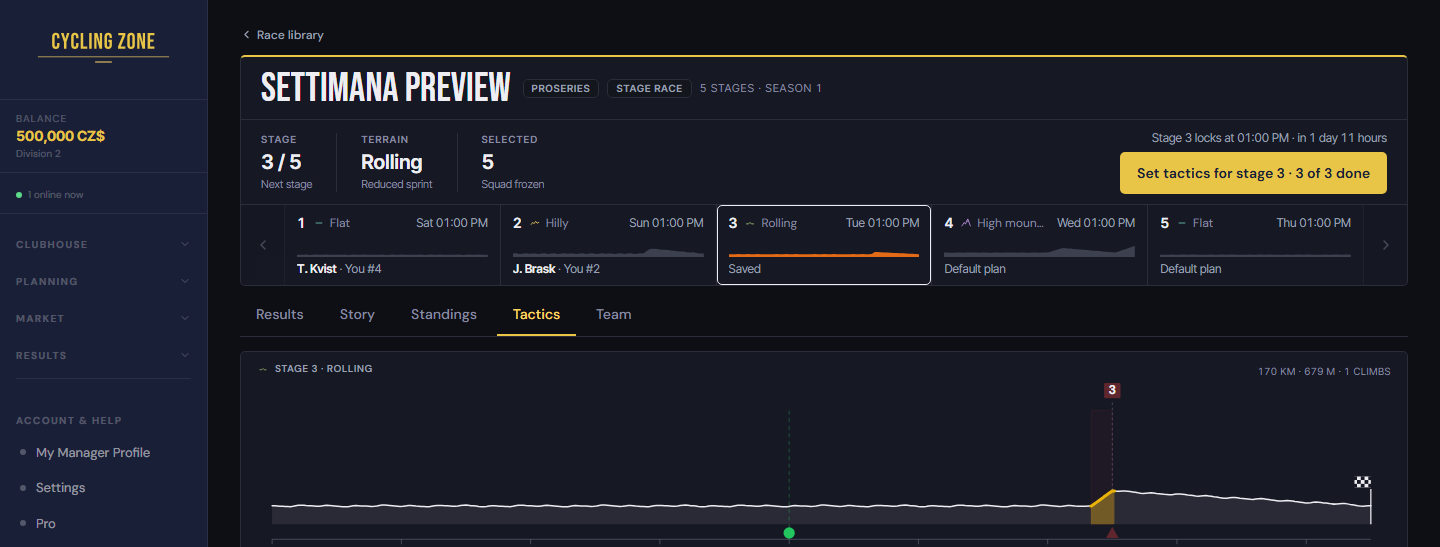 CYCLING ZONE
BALANCE
500,000 CZ$
Division 2
1 online now
CLUBHOUSE
PLANNING
MARKET
RESULTS
ACCOUNT & HELP
My Manager Profile
Settings
Pro
Race library
SETTIMANA PREVIEW PROSERIES STAGE RACE 5 STAGES · SEASON 1
STAGE
3 / 5
Next stage
TERRAIN
Rolling
Reduced sprint
SELECTED
5
Squad frozen
Stage 3 locks at 01:00 PM · in 1 day 11 hours
Set tactics for stage 3 · 3 of 3 done
1 Flat Sat 01:00 PM
T. Kvist · You #4
2 Hilly Sun 01:00 PM
J. Brask · You #2
3 Rolling Tue 01:00 PM
Saved
4 High moun... Wed 01:00 PM
Default plan
5 Flat Thu 01:00 PM
Default plan
Results Story Standings Tactics Team
STAGE 3 · ROLLING
170 KM · 679 M · 1 CLIMBS
3